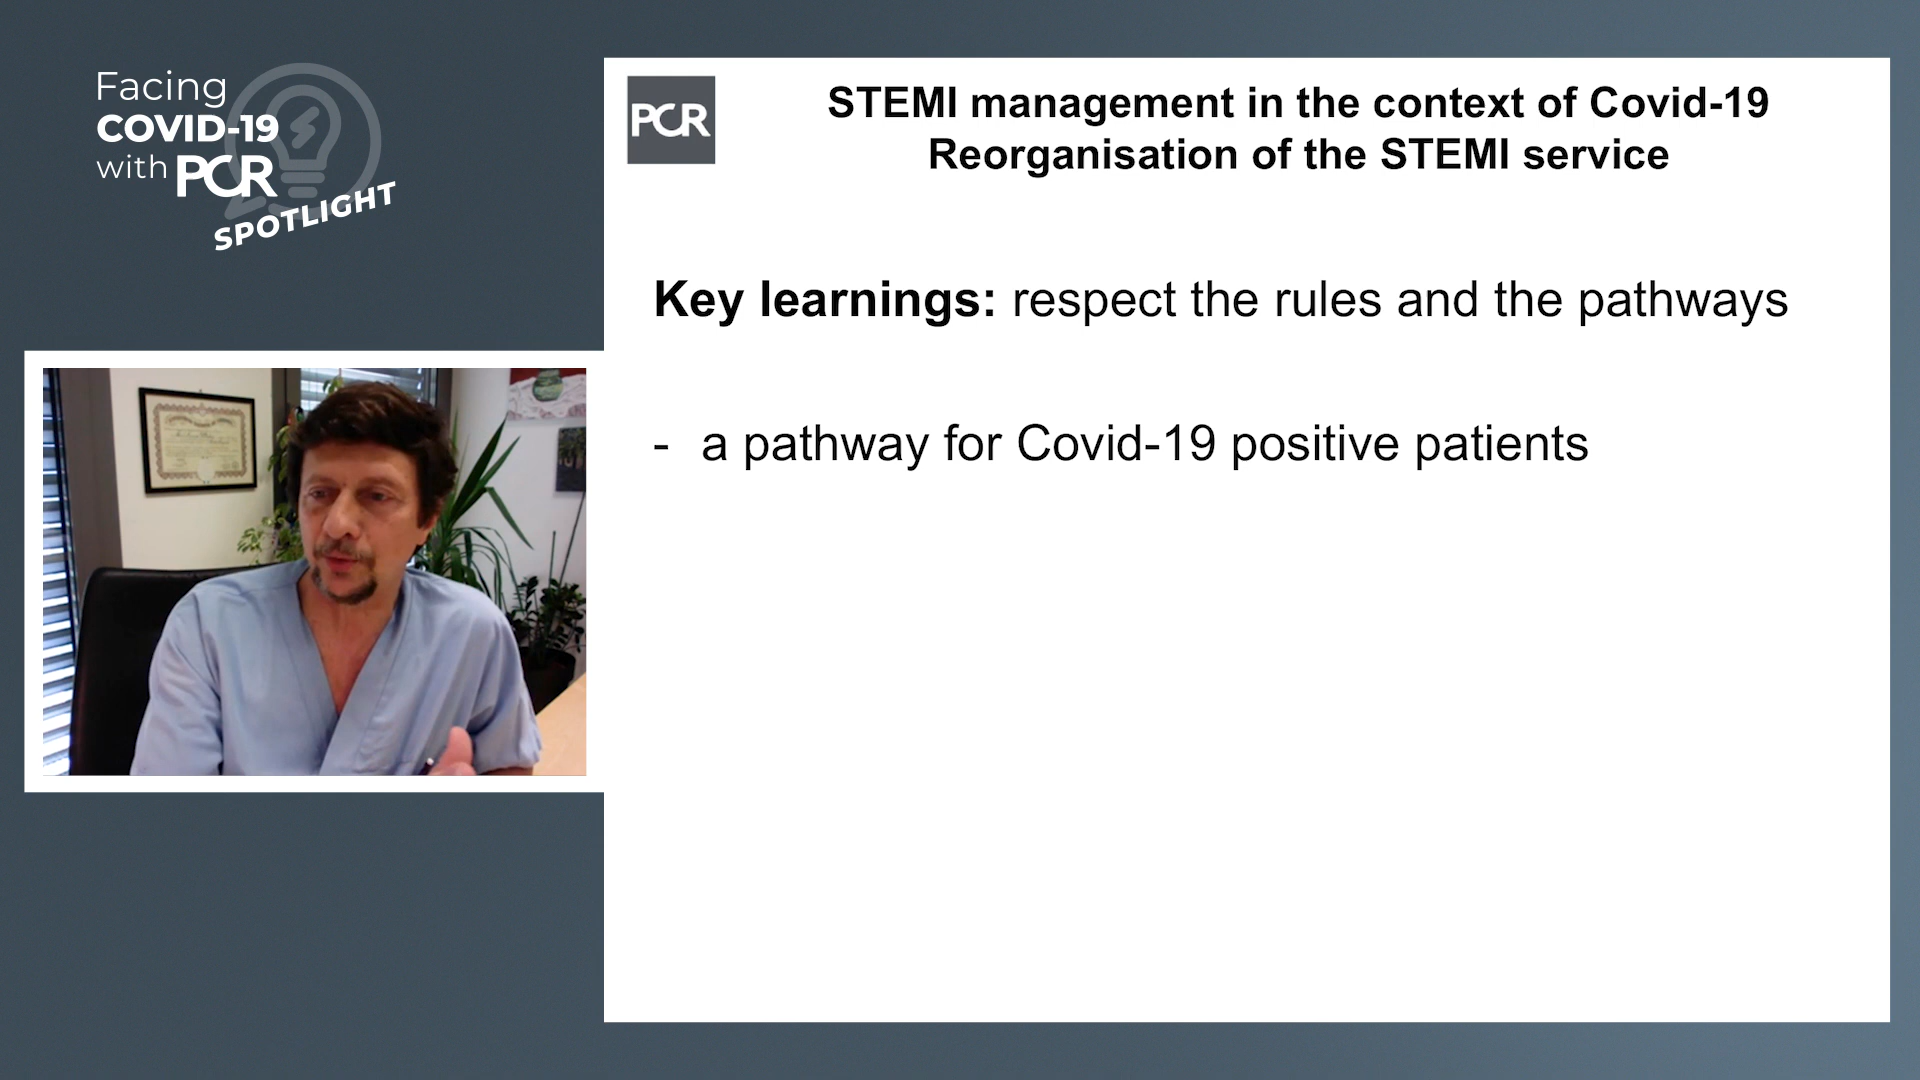 Facing
COVID-19
with PCR
SPOTLIGHT
PCR
STEMI management in the context of Covid-19
Reorganisation of the STEMI service
Key learnings: respect the rules and the pathways
- a pathway for Covid-19 positive patients